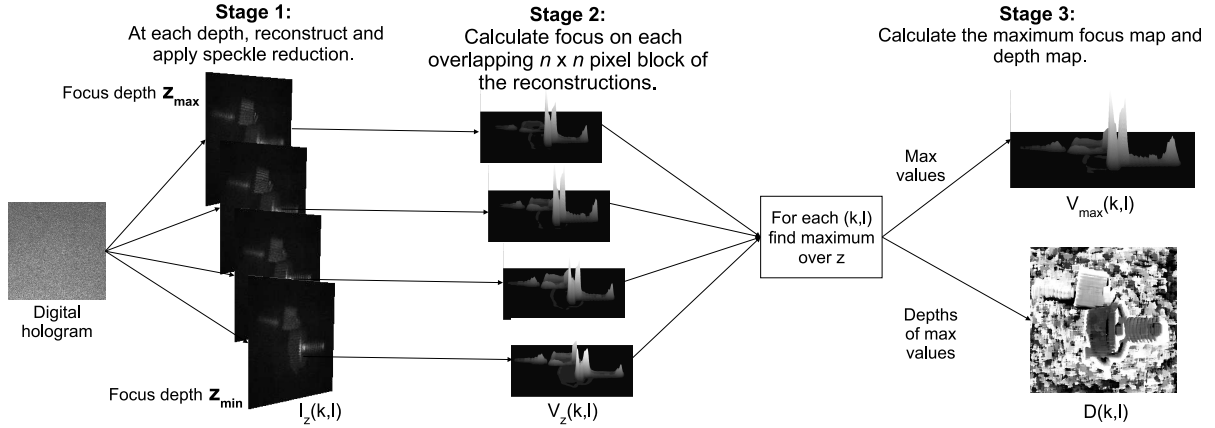 Stage 1:
At each depth, reconstruct and
apply speckle reduction.
Stage 2:
Calculate focus on each
overlapping n x n pixel block of
the reconstructions.
Stage 3:
Calculate the maximum focus map and
depth map.
Focus depth z_max
Digital
hologram
Focus depth z_min
I_z(k,l)
V_z(k,l)
For each (k,l)
find maximum
over z
Max
values
V_max(k,l)
Depths
of max
values
D(k,l)